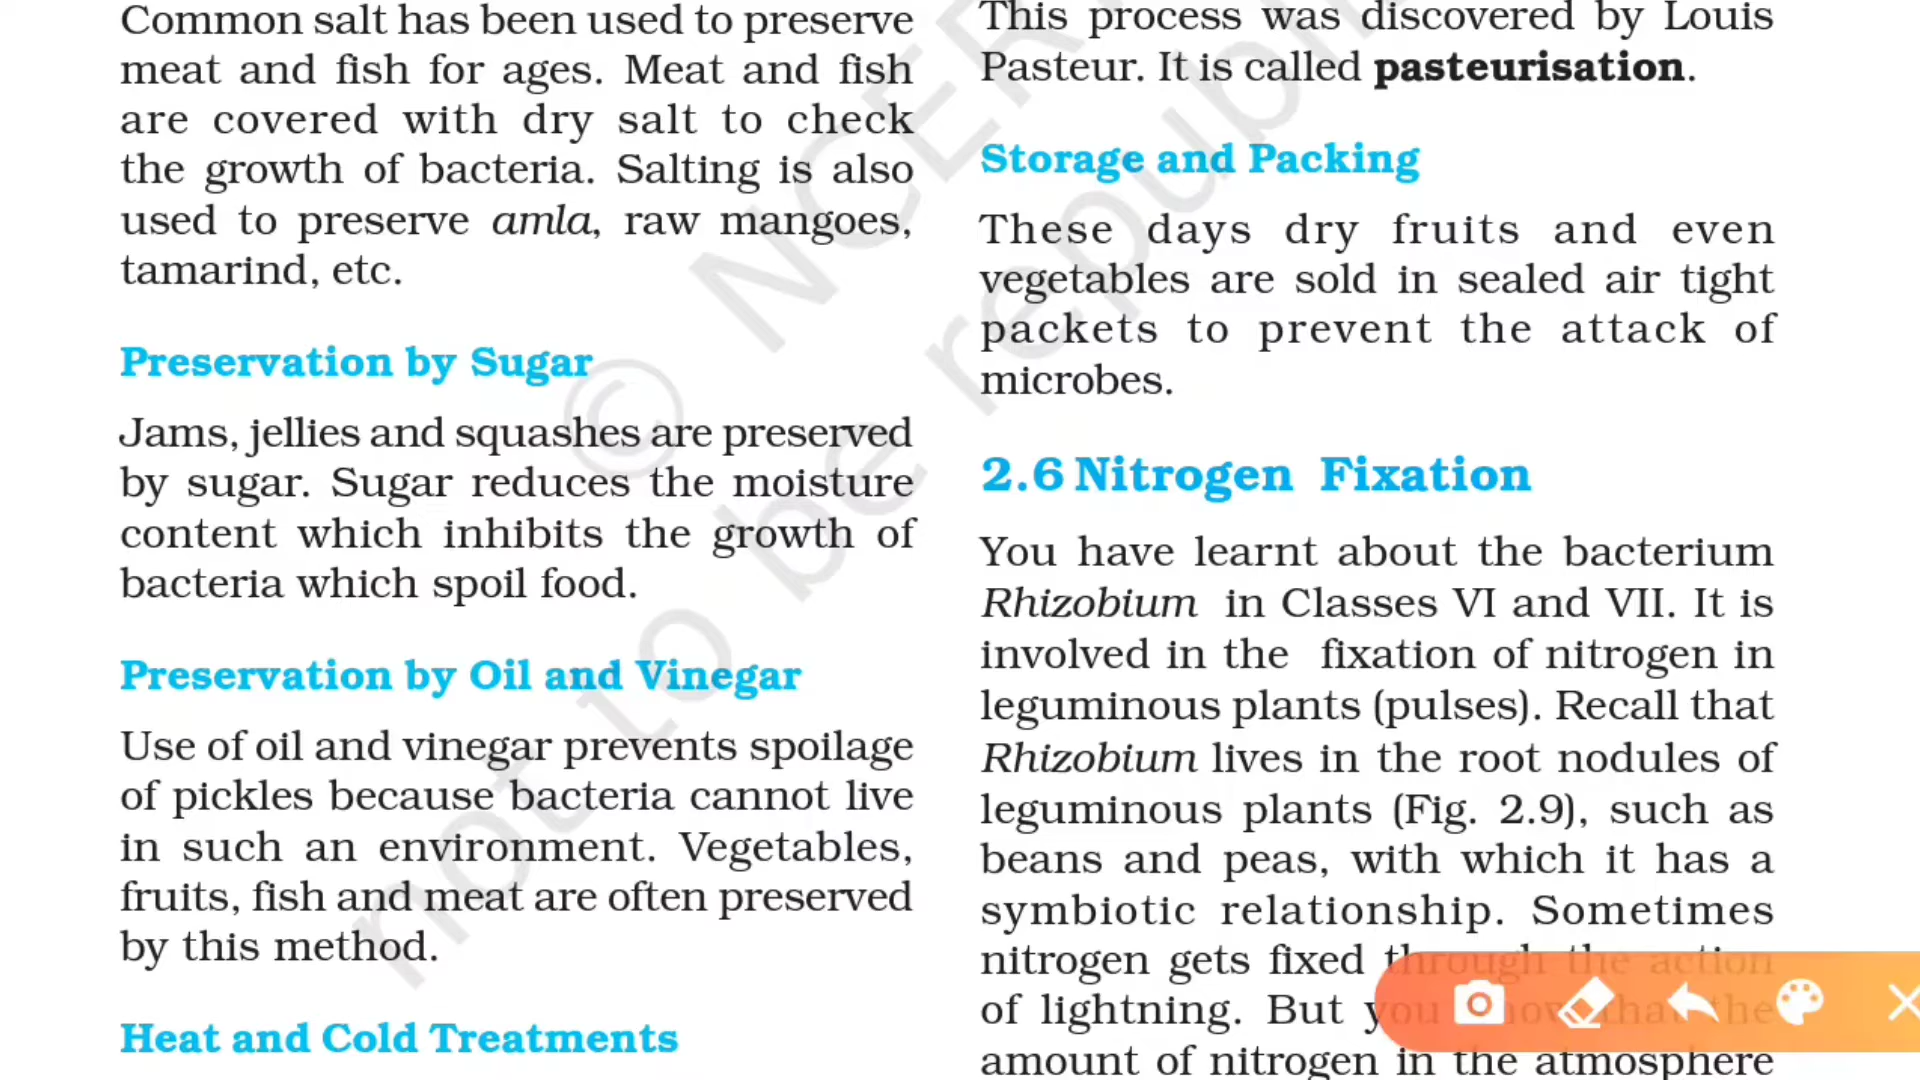 Common salt has been used to preserve
meat and fish for ages. Meat and fish
are covered with dry salt to check
the growth of bacteria. Salting is also
used to preserve amla, raw mangoes,
tamarind, etc.
Preservation by Sugar
Jams, jellies and squashes are preserved
by sugar. Sugar reduces the moisture
content which inhibits the growth of
bacteria which spoil food.
Preservation by Oil and Vinegar
Use of oil and vinegar prevents spoilage
of pickles because bacteria cannot live
in such an environment. Vegetables,
fruits, fish and meat are often preserved
by this method.
Heat and Cold Treatments
This process was discovered by Louis
Pasteur. It is called pasteurisation.
Storage and Packing
These days dry fruits and even
vegetables are sold in sealed air tight
packets to prevent the attack of
microbes.
2.6 Nitrogen Fixation
You have learnt about the bacterium
Rhizobium in Classes VI and VII. It is
involved in the fixation of nitrogen in
leguminous plants (pulses). Recall that
Rhizobium lives in the root nodules of
leguminous plants (Fig. 2.9), such as
beans and peas, with which it has a
symbiotic relationship. Sometimes
nitrogen gets fixed through the action
of lightning. But you that the
amount of nitrogen in the atmosphere
© NCER
not to be republi